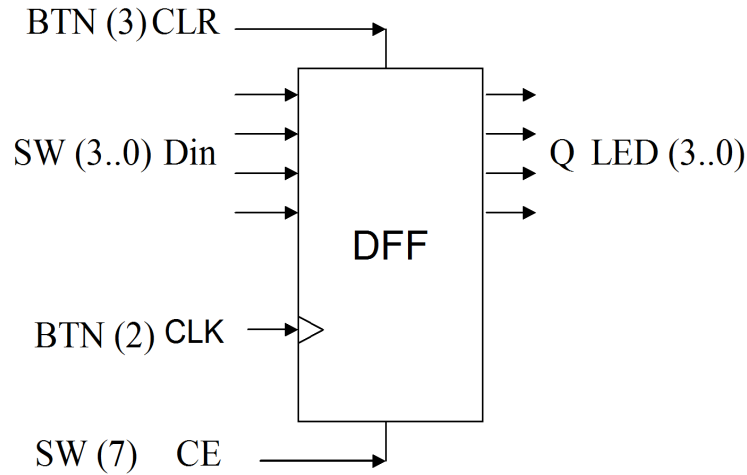 BTN (3) CLR
SW (3..0) Din
Q LED (3..0)
DFF
BTN (2) CLK
SW (7) CE